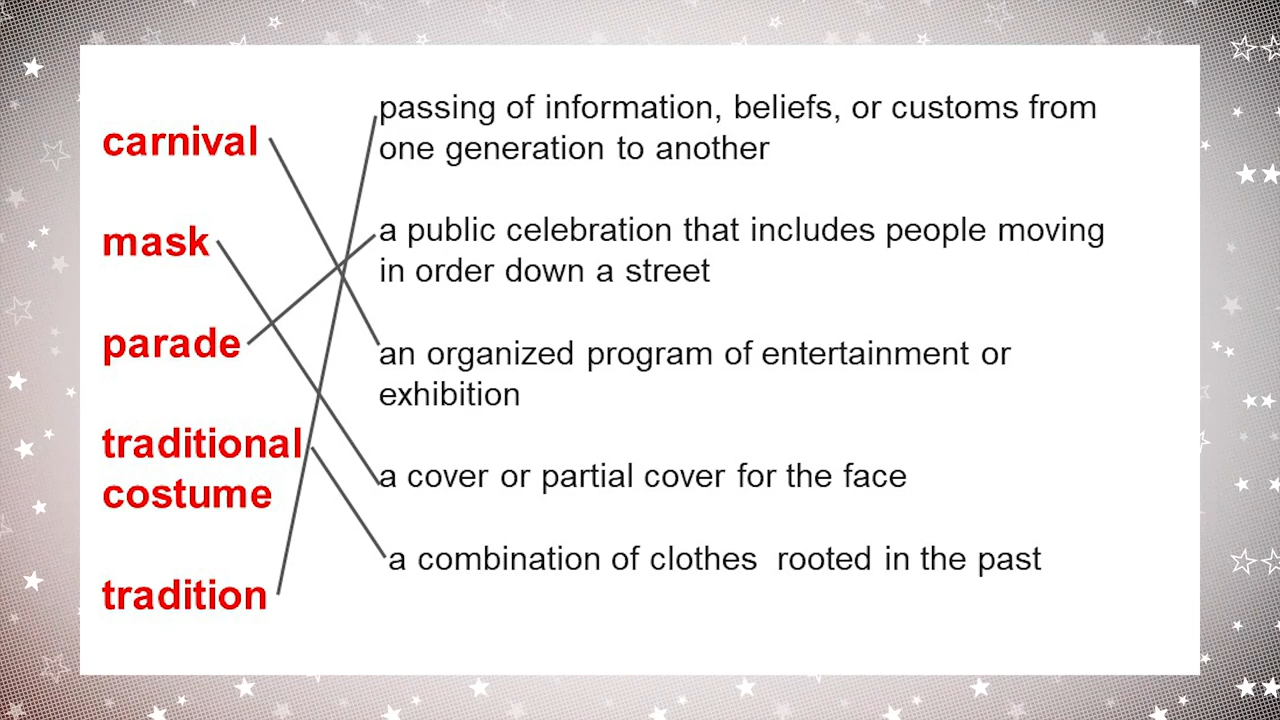 carnival
mask
parade
traditional
costume
tradition
passing of information, beliefs, or customs from
one generation to another
a public celebration that includes people moving
in order down a street
an organized program of entertainment or
exhibition
a cover or partial cover for the face
a combination of clothes rooted in the past